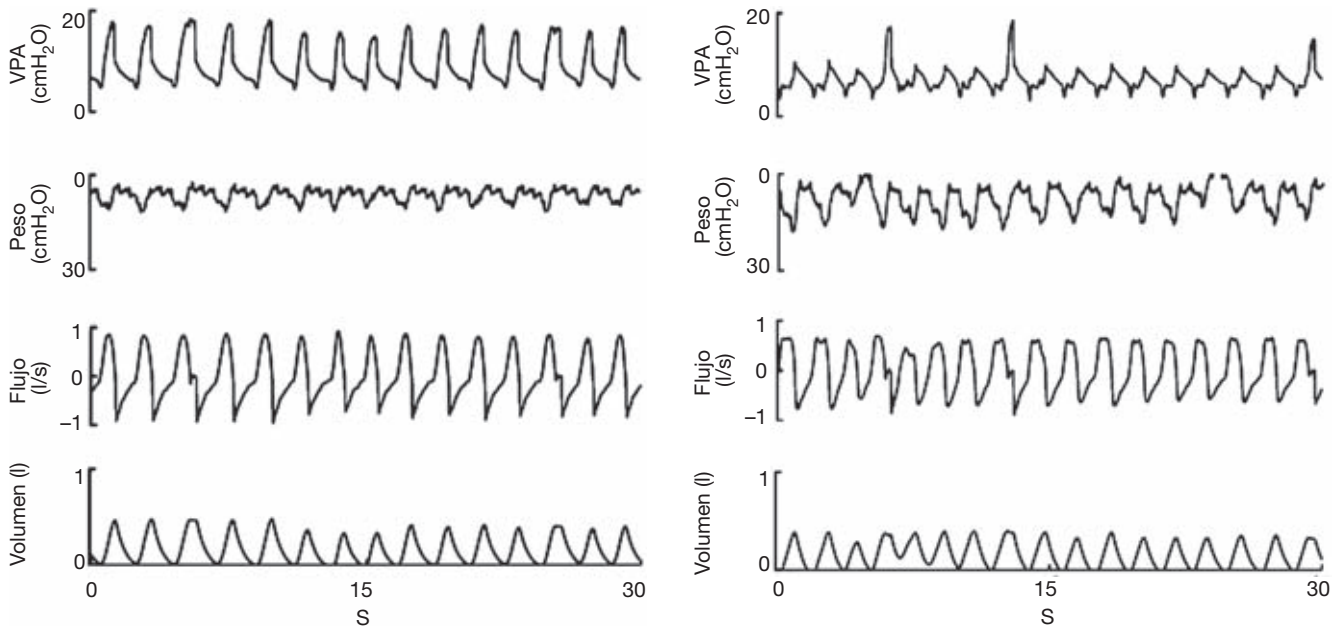 20
VPA
(cmH2O)
0
0
Peso
(cmH2O)
30
1
Flujo
(l/s)
0
−1
1
Volumen (l)
0
0
15
30
S
20
VPA
(cmH2O)
0
0
Peso
(cmH2O)
30
1
Flujo
(l/s)
0
−1
1
Volumen (l)
0
0
15
30
S